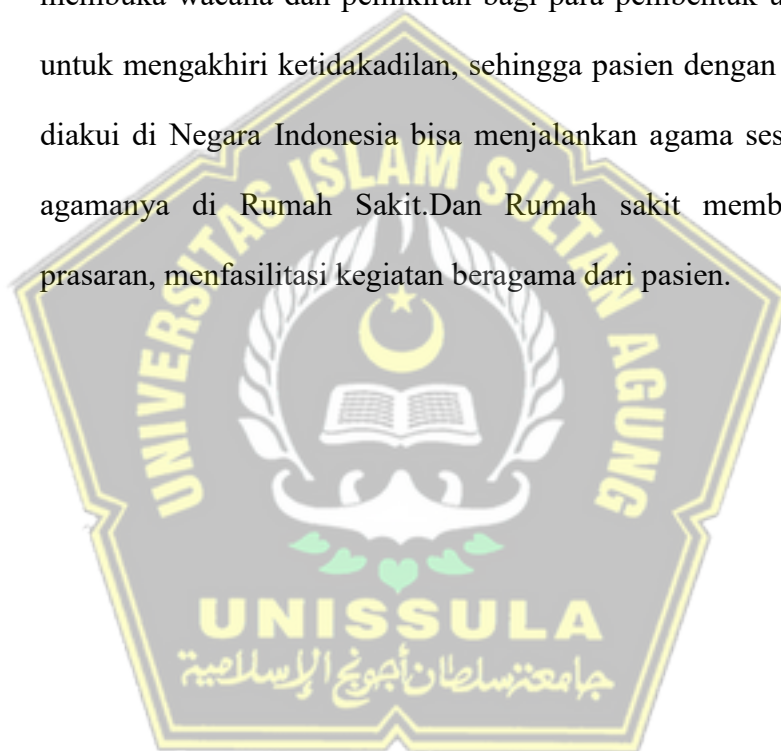 membuka wacana dan pemikiran bagi para pembentuk
untuk mengakhiri ketidakadilan, sehingga pasien dengan
diakui di Negara Indonesia bisa menjalankan agama
agamanya di Rumah Sakit.Dan Rumah sakit
prasaran, menfasilitasi kegiatan beragama dari pasien.
UNIVERSITAS ISLAM SULTAN AGUNG
UNISSULA
جامعة سلطان أجونج الإسلامية